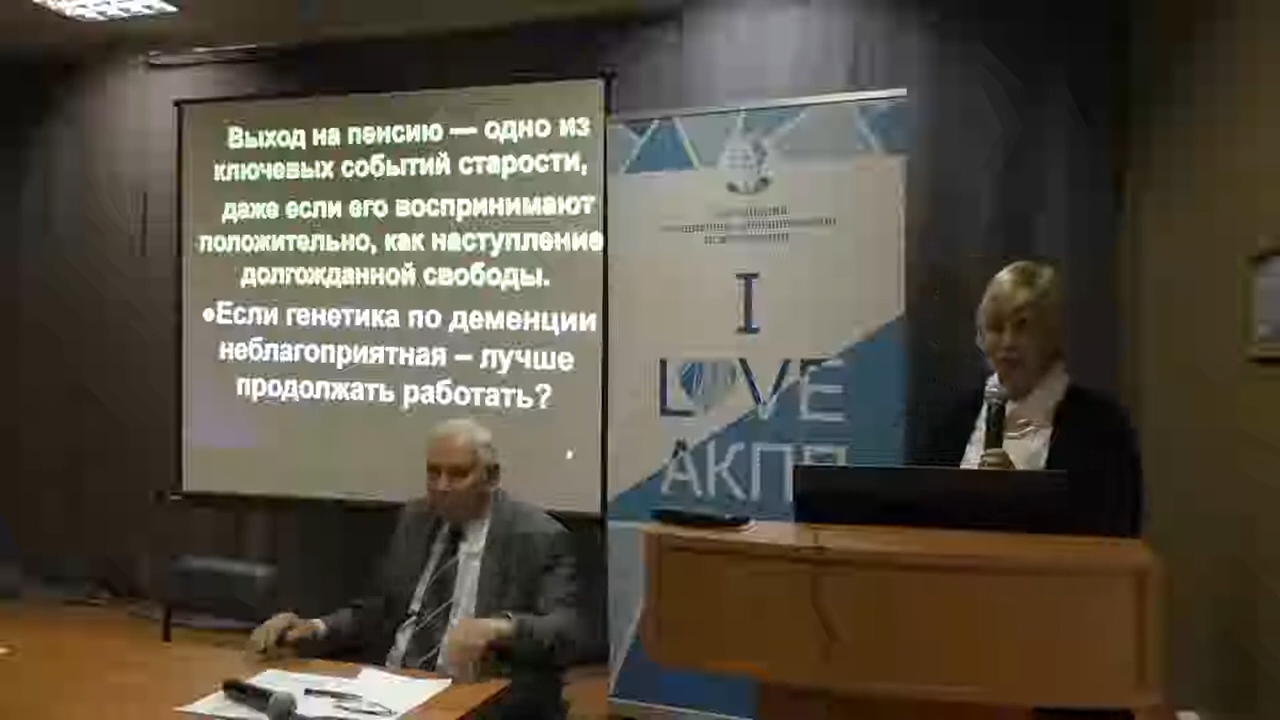 Выход на пенсию — одно из
ключевых событий старости,
даже если его воспринимают
положительно, как наступление
долгожданной свободы.
•Если генетика по деменции
неблагоприятная – лучше
продолжать работать?
I
LOVE
АКПП